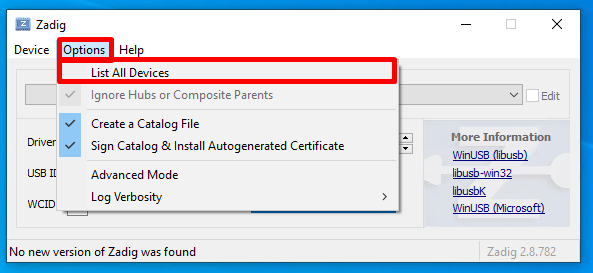 Zadig
Device Options Help
List All Devices
Ignore Hubs or Composite Parents
Edit
Create a Catalog File
Sign Catalog & Install Autogenerated Certificate
Advanced Mode
Log Verbosity
Driver
USB ID
WCID
More Information
WinUSB (libusb)
libusb-win32
libusbK
WinUSB (Microsoft)
No new version of Zadig was found
Zadig 2.8.782